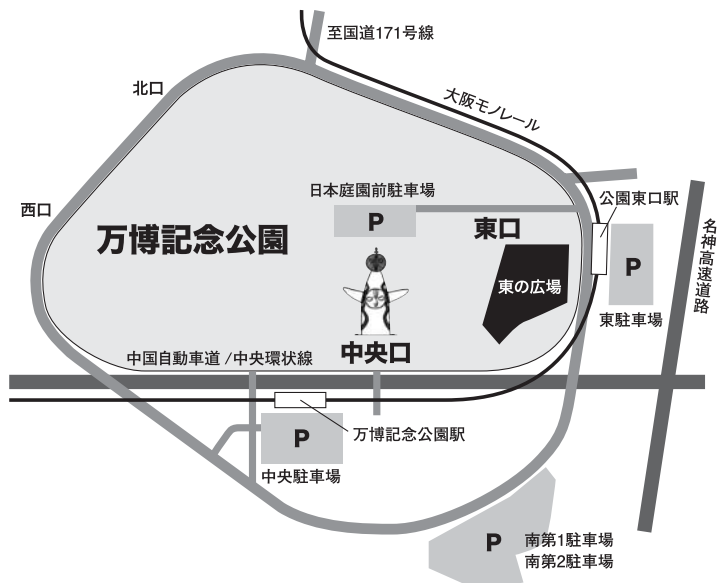 至国道171号線
北口
大阪モノレール
日本庭園前駐車場
公園東口駅
西口
P
万博記念公園
東口
名神高速道路
P
東の広場
東駐車場
中央口
中国自動車道/中央環状線
P
万博記念公園駅
中央駐車場
P
南第1駐車場
南第2駐車場